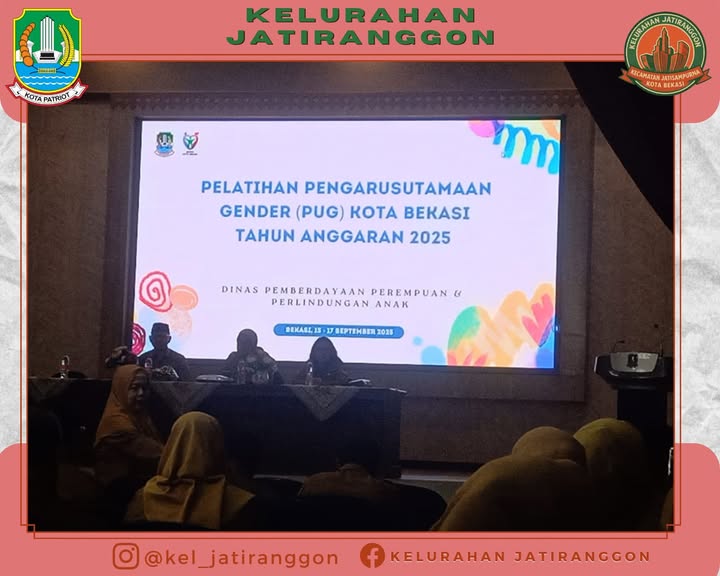 KELURAHAN
JATIRANGGON
KOTA PATRIOT
KELURAHAN JATIRANGGON
KECAMATAN JATISAMPURNA
KOTA BEKASI
PELATIHAN PENGARUSUTAMAAN
GENDER (PUG) KOTA BEKASI
TAHUN ANGGARAN 2025
DINAS PEMBERDAYAAN PEREMPUAN &
PERLINDUNGAN ANAK
BEKASI, 15 - 17 SEPTEMBER 2025
@kel_jatiranggon
KELURAHAN JATIRANGGON